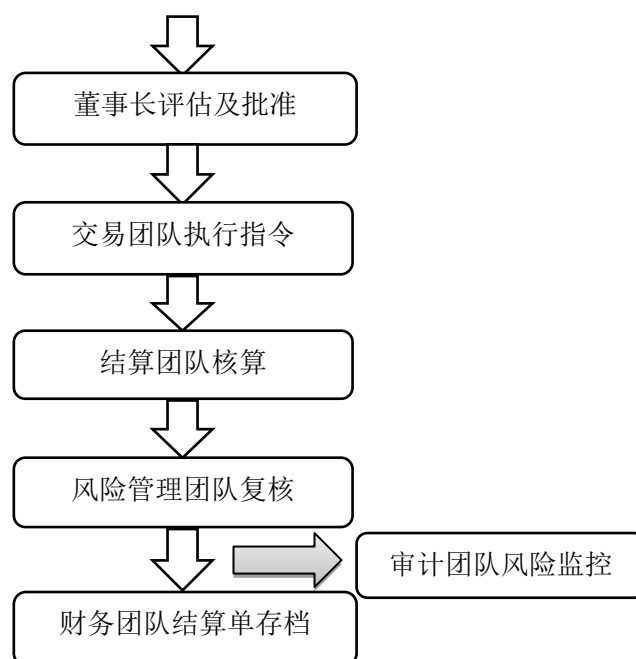 董事长评估及批准
交易团队执行指令
结算团队核算
风险管理团队复核
审计团队风险监控
财务团队结算单存档